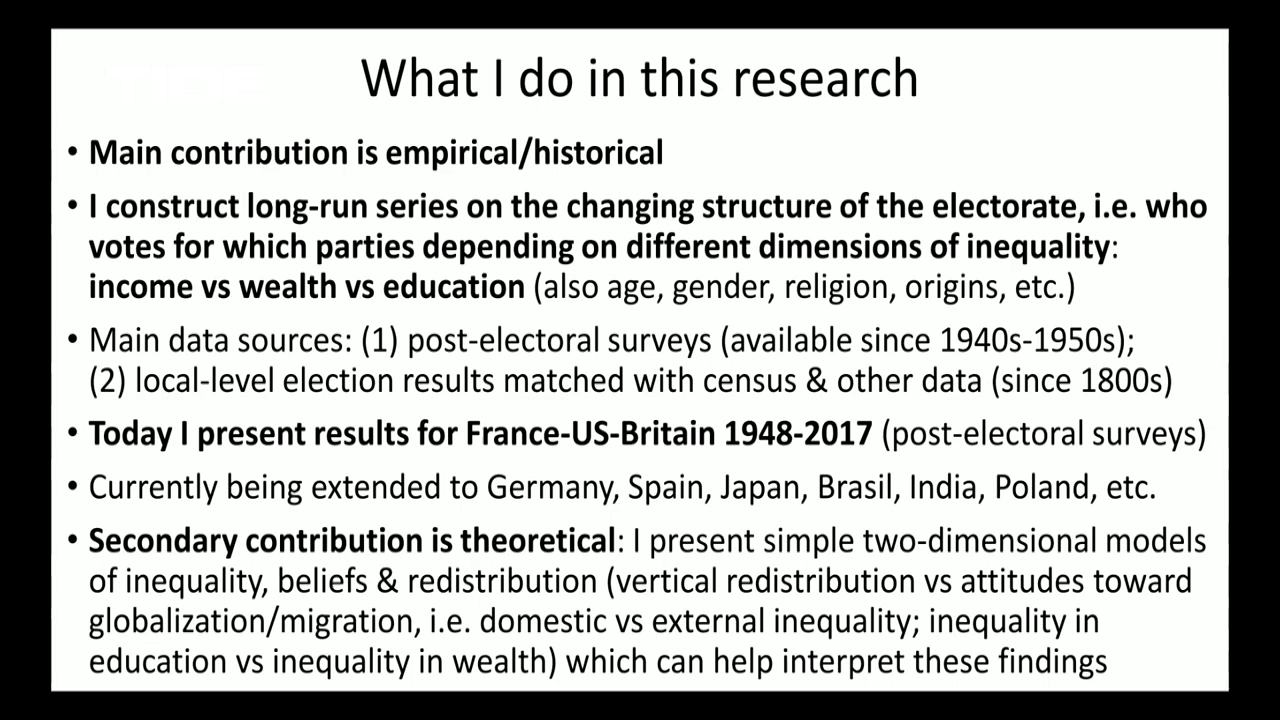 What I do in this research
• Main contribution is empirical/historical
• I construct long-run series on the changing structure of the electorate, i.e. who
votes for which parties depending on different dimensions of inequality:
income vs wealth vs education (also age, gender, religion, origins, etc.)
• Main data sources: (1) post-electoral surveys (available since 1940s-1950s);
(2) local-level election results matched with census & other data (since 1800s)
• Today I present results for France-US-Britain 1948-2017 (post-electoral surveys)
• Currently being extended to Germany, Spain, Japan, Brasil, India, Poland, etc.
• Secondary contribution is theoretical: I present simple two-dimensional models
of inequality, beliefs & redistribution (vertical redistribution vs attitudes toward
globalization/migration, i.e. domestic vs external inequality; inequality in
education vs inequality in wealth) which can help interpret these findings